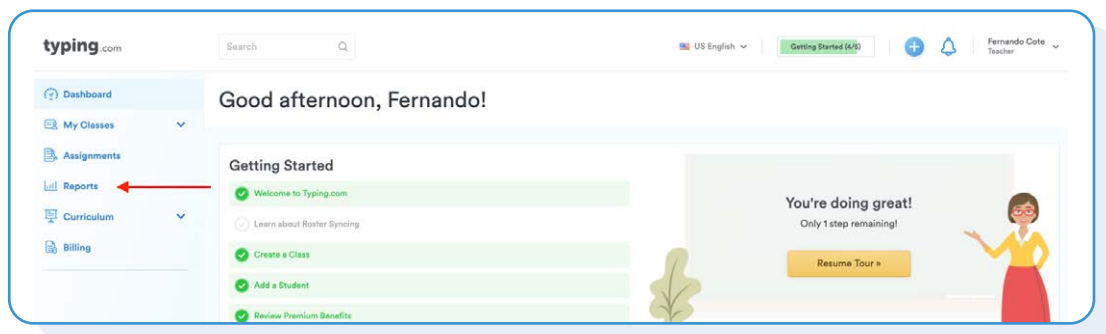 typing.com
Search
US English
Getting Started (4/5)
Fernando Cote
Teacher
Dashboard
My Classes
Assignments
Reports
Curriculum
Billing
Good afternoon, Fernando!
Getting Started
Welcome to Typing.com
Learn about Roster Syncing
Create a Class
Add a Student
Review Premium Benefits
You're doing great!
Only 1 step remaining!
Resume Tour »